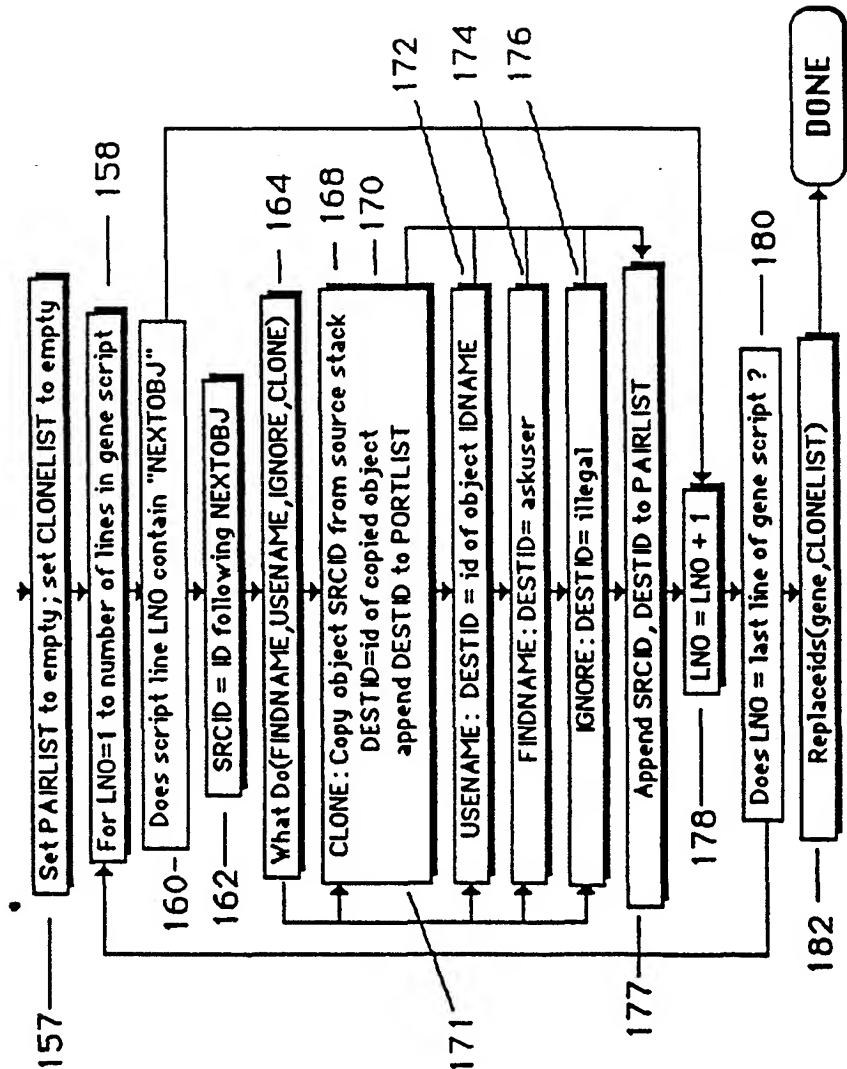 157
Set PAIRLIST to empty; set CLONELIST to empty
For LNO=1 to number of lines in gene script
158
160
Does script line LNO contain "NEXTOBJ"
162
SRCID = ID following NEXTOBJ
What Do(FINDNAME,USENAME,IGNORE,CLONE)
164
CLONE: Copy object SRCID from source stack
168
DESTID=id of copied object
170
append DESTID to PORTLIST
171
USENAME: DESTID = id of object IDNAME
172
FINDNAME: DESTID= askuser
174
IGNORE: DESTID= illegal
176
177
Append SRCID, DESTID to PAIRLIST
178
LNO = LNO + 1
Does LNO = last line of gene script ?
180
182
Replaceids(gene,CLONELIST)
DONE